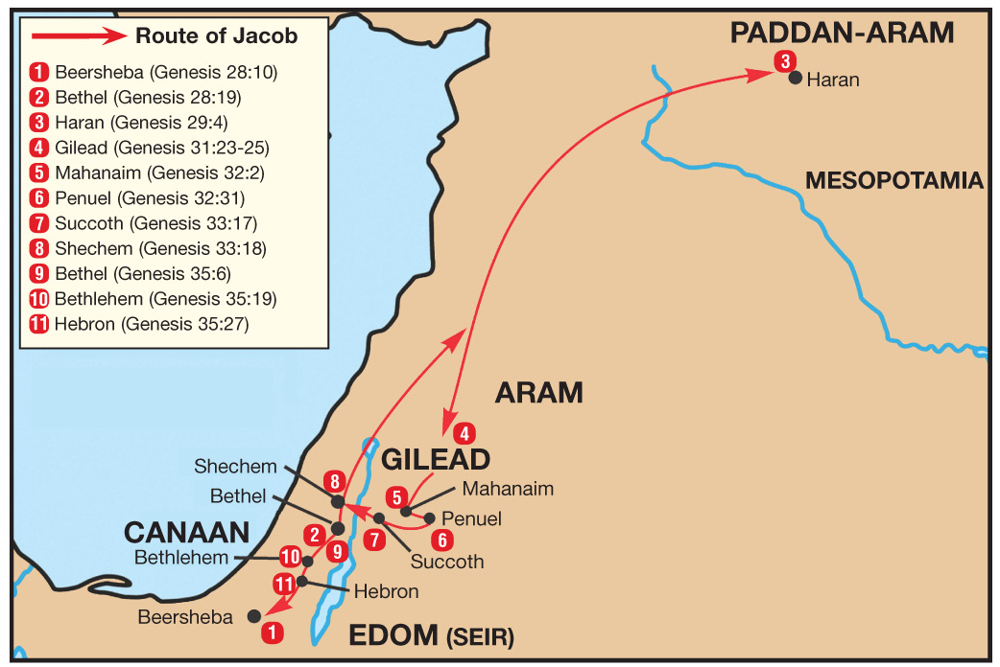 Route of Jacob
1 Beersheba (Genesis 28:10)
2 Bethel (Genesis 28:19)
3 Haran (Genesis 29:4)
4 Gilead (Genesis 31:23-25)
5 Mahanaim (Genesis 32:2)
6 Penuel (Genesis 32:31)
7 Succoth (Genesis 33:17)
8 Shechem (Genesis 33:18)
9 Bethel (Genesis 35:6)
10 Bethlehem (Genesis 35:19)
11 Hebron (Genesis 35:27)
PADDAN-ARAM
3
Haran
MESOPOTAMIA
ARAM
4
GILEAD
Shechem
8
Bethel
5
Mahanaim
Penuel
CANAAN
2
9
7
6
Bethlehem
10
Succoth
11
Hebron
Beersheba
1
EDOM (SEIR)